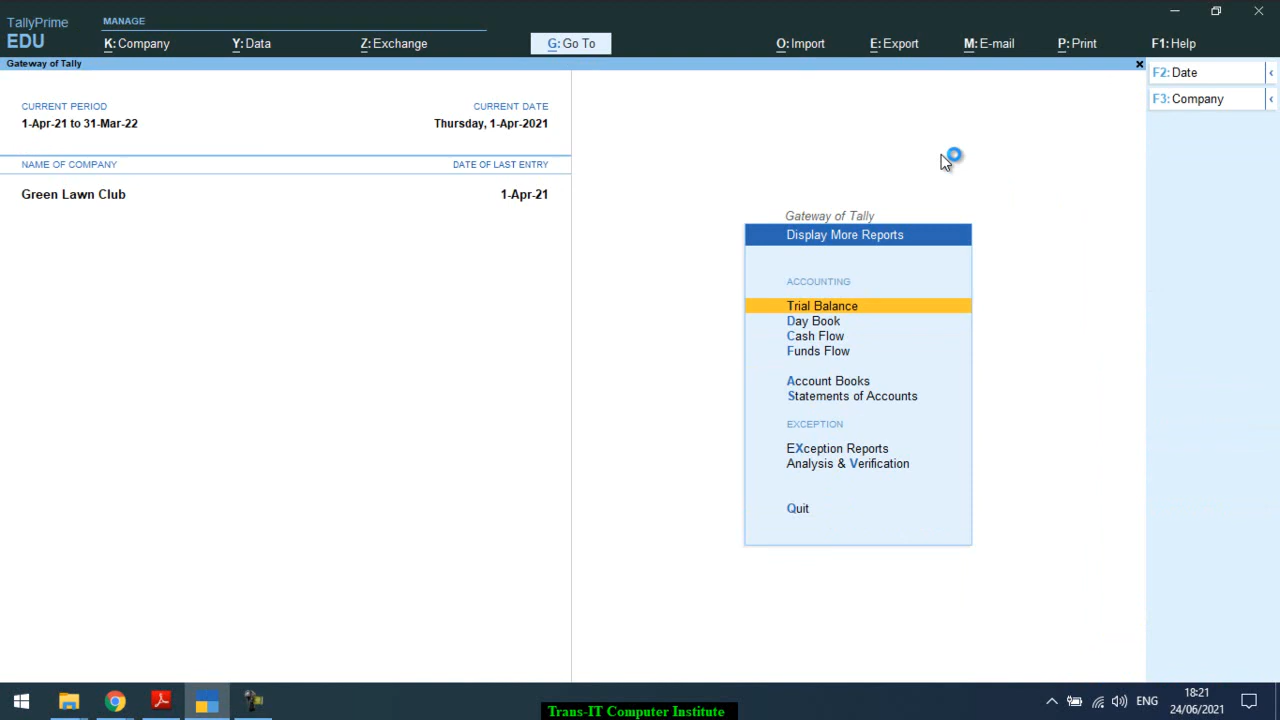 TallyPrime
EDU
MANAGE
K: Company
Y: Data
Z: Exchange
G: Go To
O: Import
E: Export
M: E-mail
P: Print
F1: Help
Gateway of Tally
CURRENT PERIOD
CURRENT DATE
1-Apr-21 to 31-Mar-22
Thursday, 1-Apr-2021
NAME OF COMPANY
DATE OF LAST ENTRY
Green Lawn Club
1-Apr-21
Gateway of Tally
Display More Reports
ACCOUNTING
Trial Balance
Day Book
Cash Flow
Funds Flow
Account Books
Statements of Accounts
EXCEPTION
EXception Reports
Analysis & Verification
Quit
F2: Date
F3: Company
ENG
18:21
24/06/2021
Trans-IT Computer Institute